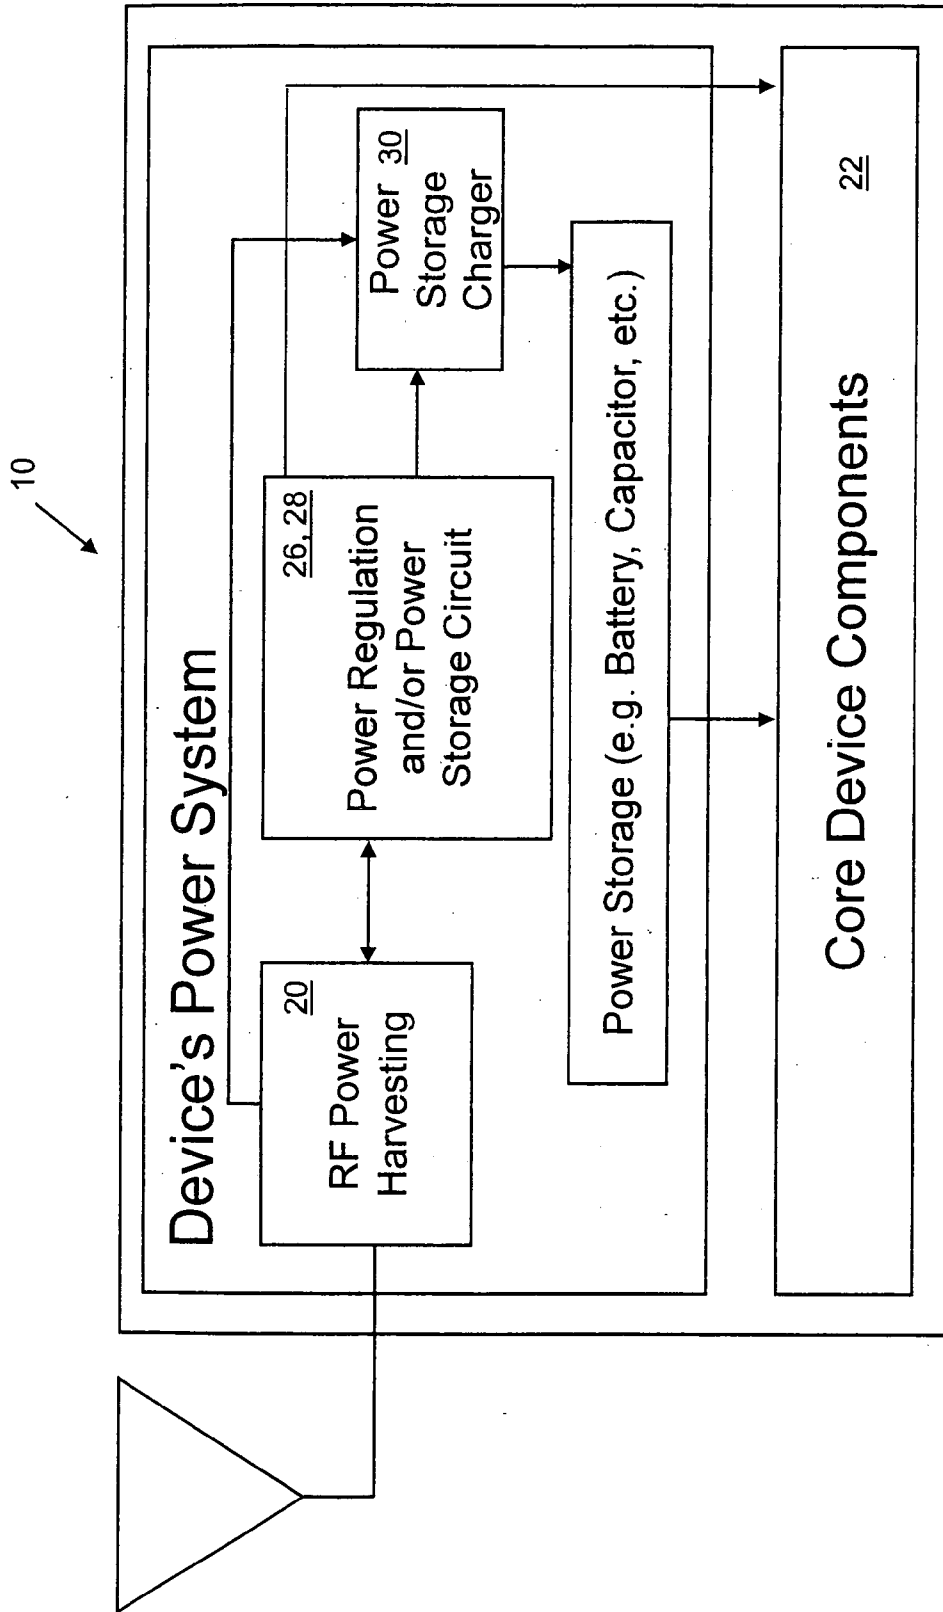 10
Device's Power System
20
RF Power
Harvesting
26, 28
Power Regulation
and/or Power
Storage Circuit
Power 30
Storage
Charger
Power Storage (e.g. Battery, Capacitor, etc.)
Core Device Components 22